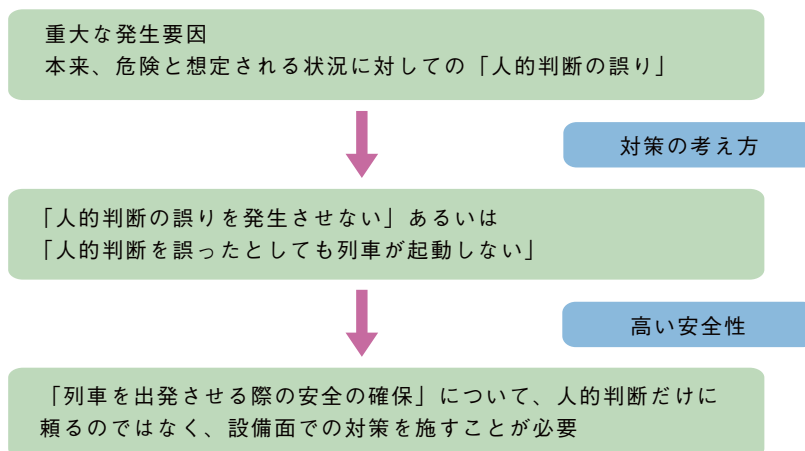 重大な発生要因
本来、危険と想定される状況に対しての「人的判断の誤り」
対策の考え方
「人的判断の誤りを発生させない」あるいは
「人的判断を誤ったとしても列車が起動しない」
高い安全性
「列車を出発させる際の安全の確保」について、人的判断だけに
頼るのではなく、設備面での対策を施すことが必要